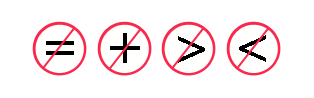 = + > <